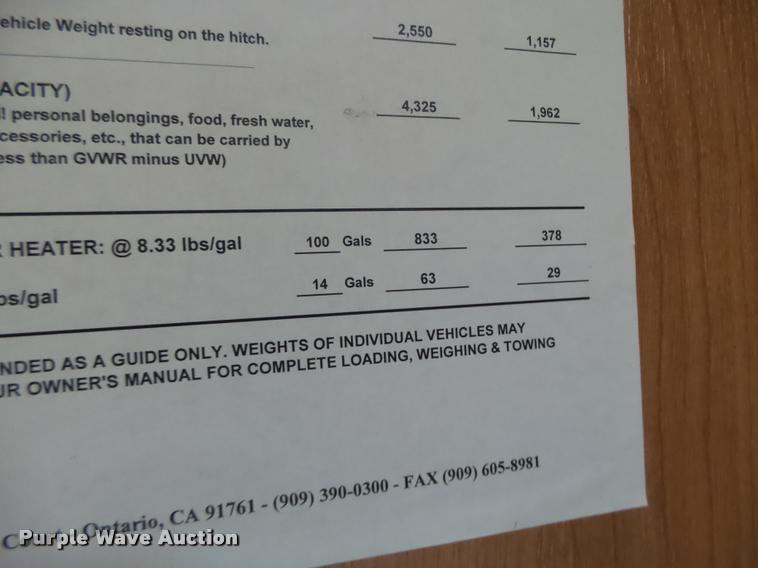 ehicle Weight resting on the hitch. 2,550 1,157
ACITY)
l personal belongings, food, fresh water, 4,325 1,962
cessories, etc., that can be carried by
ess than GVWR minus UVW)
R HEATER: @ 8.33 lbs/gal 100 Gals 833 378
bs/gal 14 Gals 63 29
NDED AS A GUIDE ONLY. WEIGHTS OF INDIVIDUAL VEHICLES MAY
UR OWNER'S MANUAL FOR COMPLETE LOADING, WEIGHING & TOWING
Ontario, CA 91761 - (909) 390-0300 - FAX (909) 605-8981
Purple Wave Auction